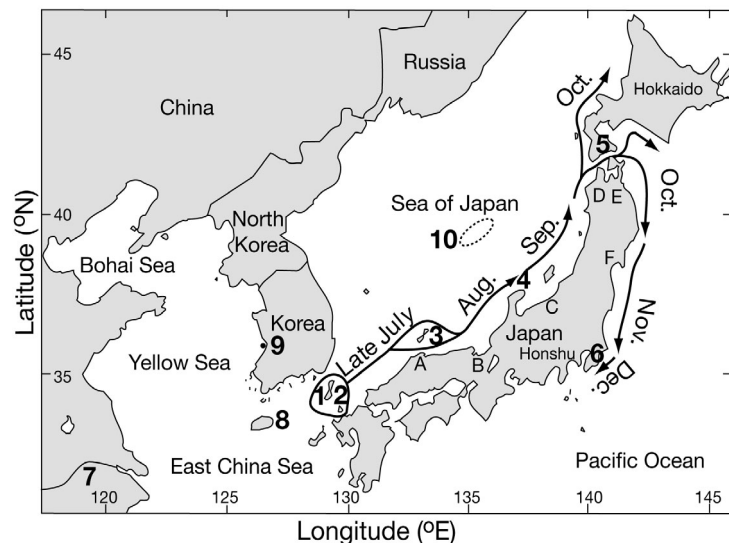 45
Russia
Hokkaido
China
Oct.
5
40
North
Korea
Sea of Japan
10
Sep.
D E
Oct.
Bohai Sea
Latitude (ºN)
Aug.
4
F
Korea
9
Late July
3
C
Japan
Honshu
Nov.
Yellow Sea
A
B
6
Dec.
35
1 2
8
East China Sea
Pacific Ocean
7
120
125
130
135
140
145
Longitude (ºE)